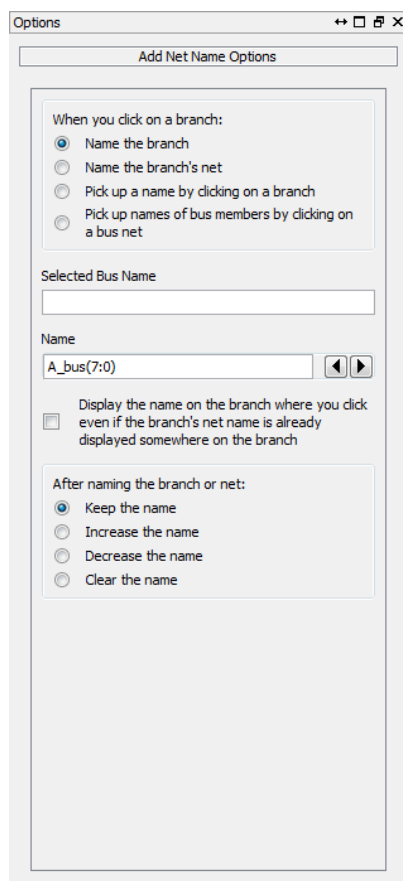 Options
Add Net Name Options
When you click on a branch:
Name the branch
Name the branch's net
Pick up a name by clicking on a branch
Pick up names of bus members by clicking on
a bus net
Selected Bus Name
Name
A_bus(7:0)
Display the name on the branch where you click
even if the branch's net name is already
displayed somewhere on the branch
After naming the branch or net:
Keep the name
Increase the name
Decrease the name
Clear the name